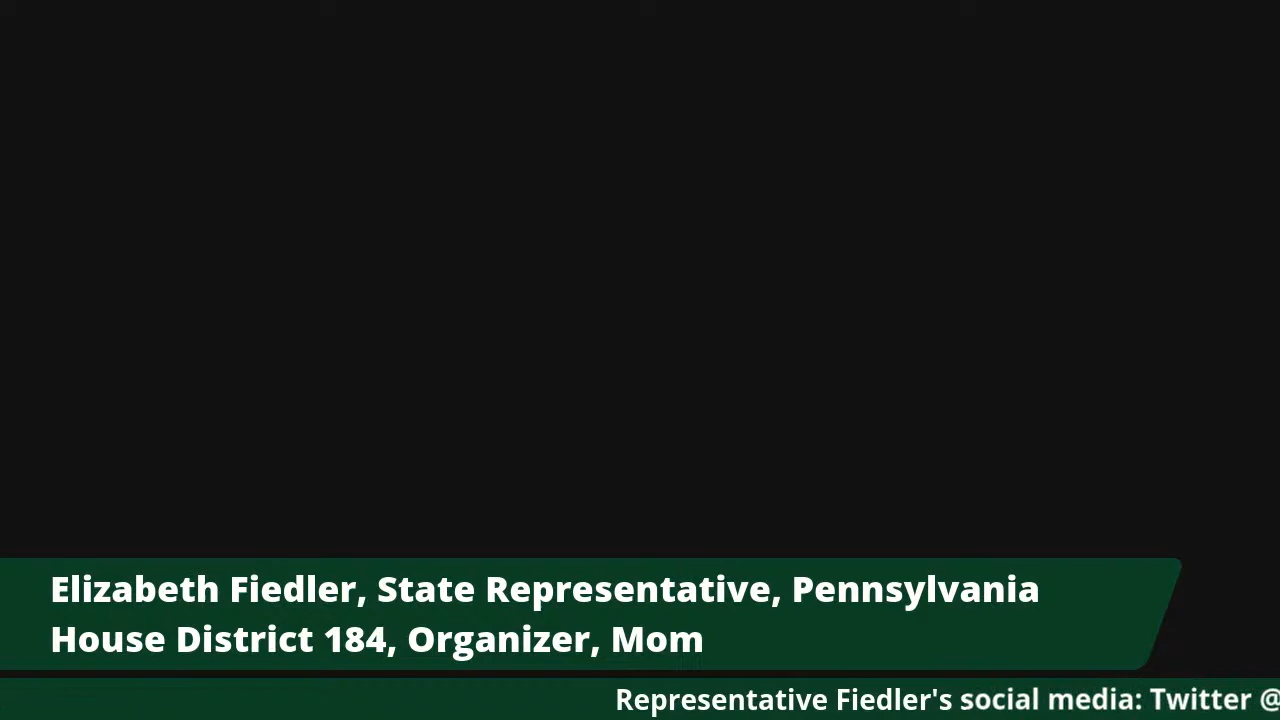 Elizabeth Fiedler, State Representative, Pennsylvania
House District 184, Organizer, Mom
Representative Fiedler's social media: Twitter @